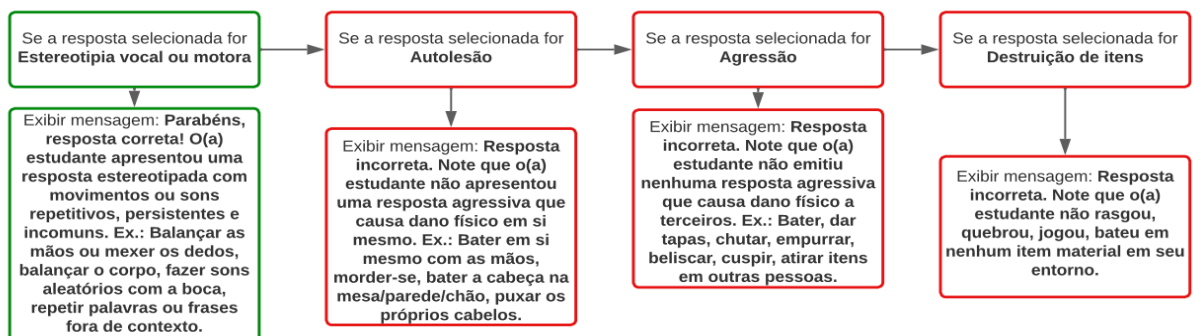 Se a resposta selecionada for
Estereotipia vocal ou motora
Exibir mensagem: Parabéns,
resposta correta! O(a)
estudante apresentou uma
resposta estereotipada com
movimentos ou sons
repetitivos, persistentes e
incomuns. Ex.: Balançar as
mãos ou mexer os dedos,
balançar o corpo, fazer sons
aleatórios com a boca,
repetir palavras ou frases
fora de contexto.
Se a resposta selecionada for
Autolesão
Exibir mensagem: Resposta
incorreta. Note que o(a)
estudante não apresentou
uma resposta agressiva que
causa dano físico em si
mesmo. Ex.: Bater em si
mesmo com as mãos,
morder-se, bater a cabeça na
mesa/parede/chão, puxar os
próprios cabelos.
Se a resposta selecionada for
Agressão
Exibir mensagem: Resposta
incorreta. Note que o(a)
estudante não emitiu
nenhuma resposta agressiva
que causa dano físico a
terceiros. Ex.: Bater, dar
tapas, chutar, empurrar,
beliscar, cuspir, atirar itens
em outras pessoas.
Se a resposta selecionada for
Destruição de itens
Exibir mensagem: Resposta
incorreta. Note que o(a)
estudante não rasgou,
quebrou, jogou, bateu em
nenhum item material em seu
entorno.